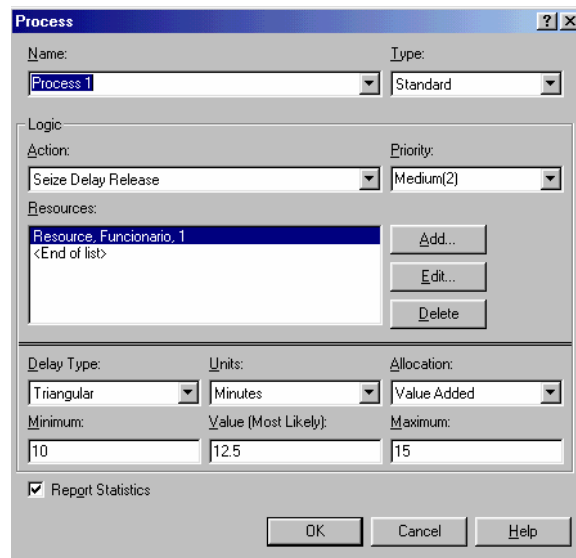 Process
Name: Type:
Process 1 Standard
Logic
Action: Priority:
Seize Delay Release Medium(2)
Resources:
Resource, Funcionario, 1
<End of list>
Add...
Edit...
Delete
Delay Type: Units: Allocation:
Triangular Minutes Value Added
Minimum: Value (Most Likely): Maximum:
10 12.5 15
Report Statistics
OK Cancel Help